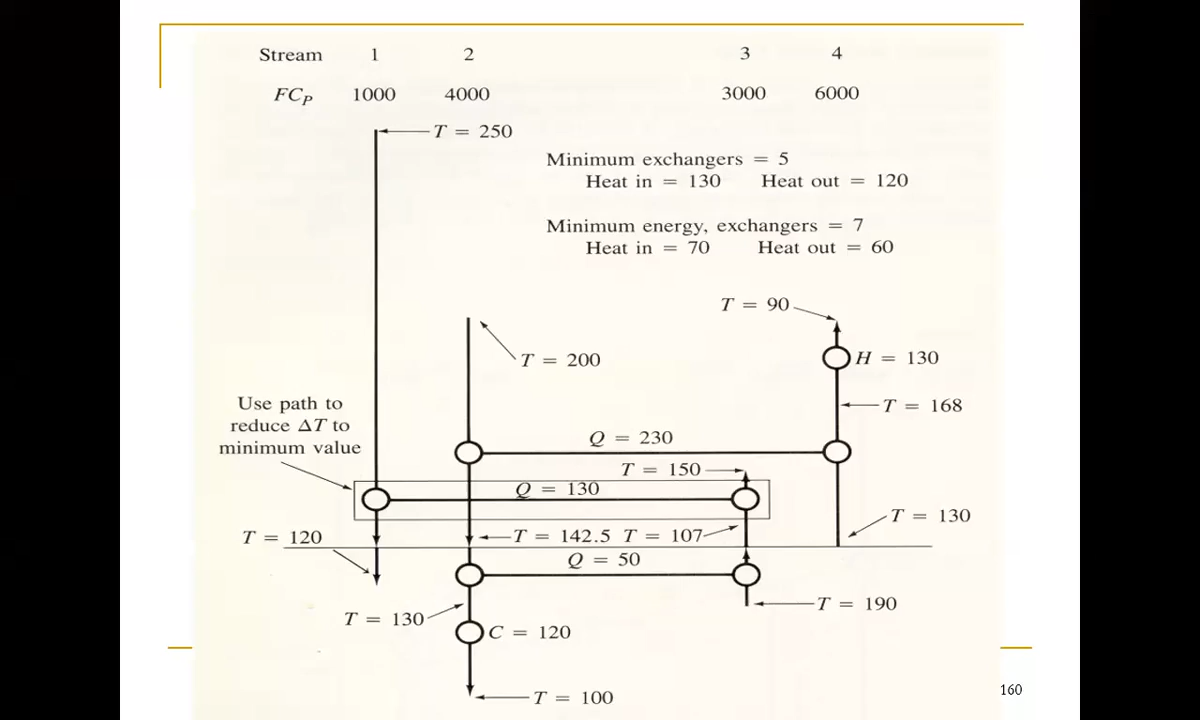 Stream 1 2 3 4
FCP 1000 4000 3000 6000
T = 250
Minimum exchangers = 5
Heat in = 130 Heat out = 120
Minimum energy, exchangers = 7
Heat in = 70 Heat out = 60
T = 90
T = 200
H = 130
Use path to
reduce ΔT to
minimum value
T = 168
Q = 230
T = 150
Q = 130
T = 130
T = 120
T = 142.5 T = 107
Q = 50
T = 190
T = 130
C = 120
T = 100
160